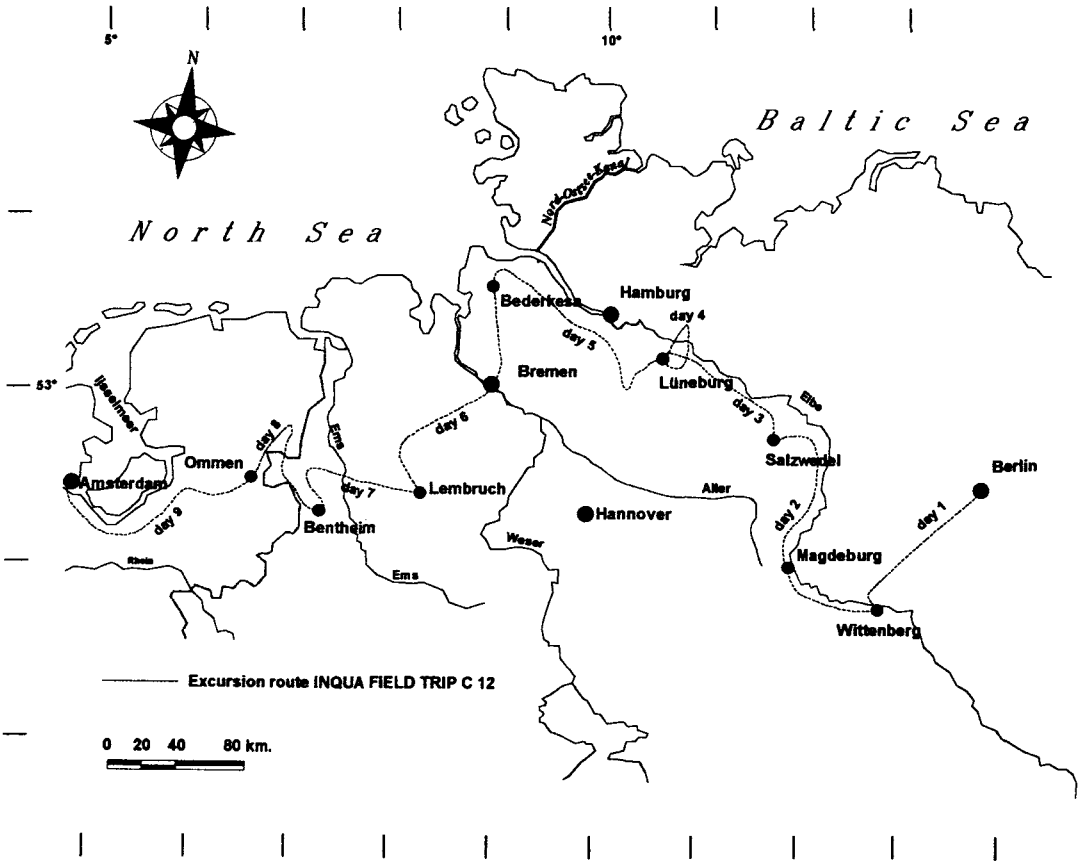 5°
10°
N
Baltic Sea
Nord-Ostsee-Kanal
North Sea
Bederkesa
Hamburg
day 4
day 5
53°
Ijsselmeer
Bremen
Lüneburg
day 3
Elbe
day 6
day 8
Ems
Ommen
Salzwedel
Berlin
Amsterdam
day 7
Lembruch
Aller
day 9
Bentheim
Hannover
day 2
day 1
Weser
Magdeburg
Rhein
Ems
Wittenberg
Excursion route INQUA FIELD TRIP C 12
0 20 40 80 km.